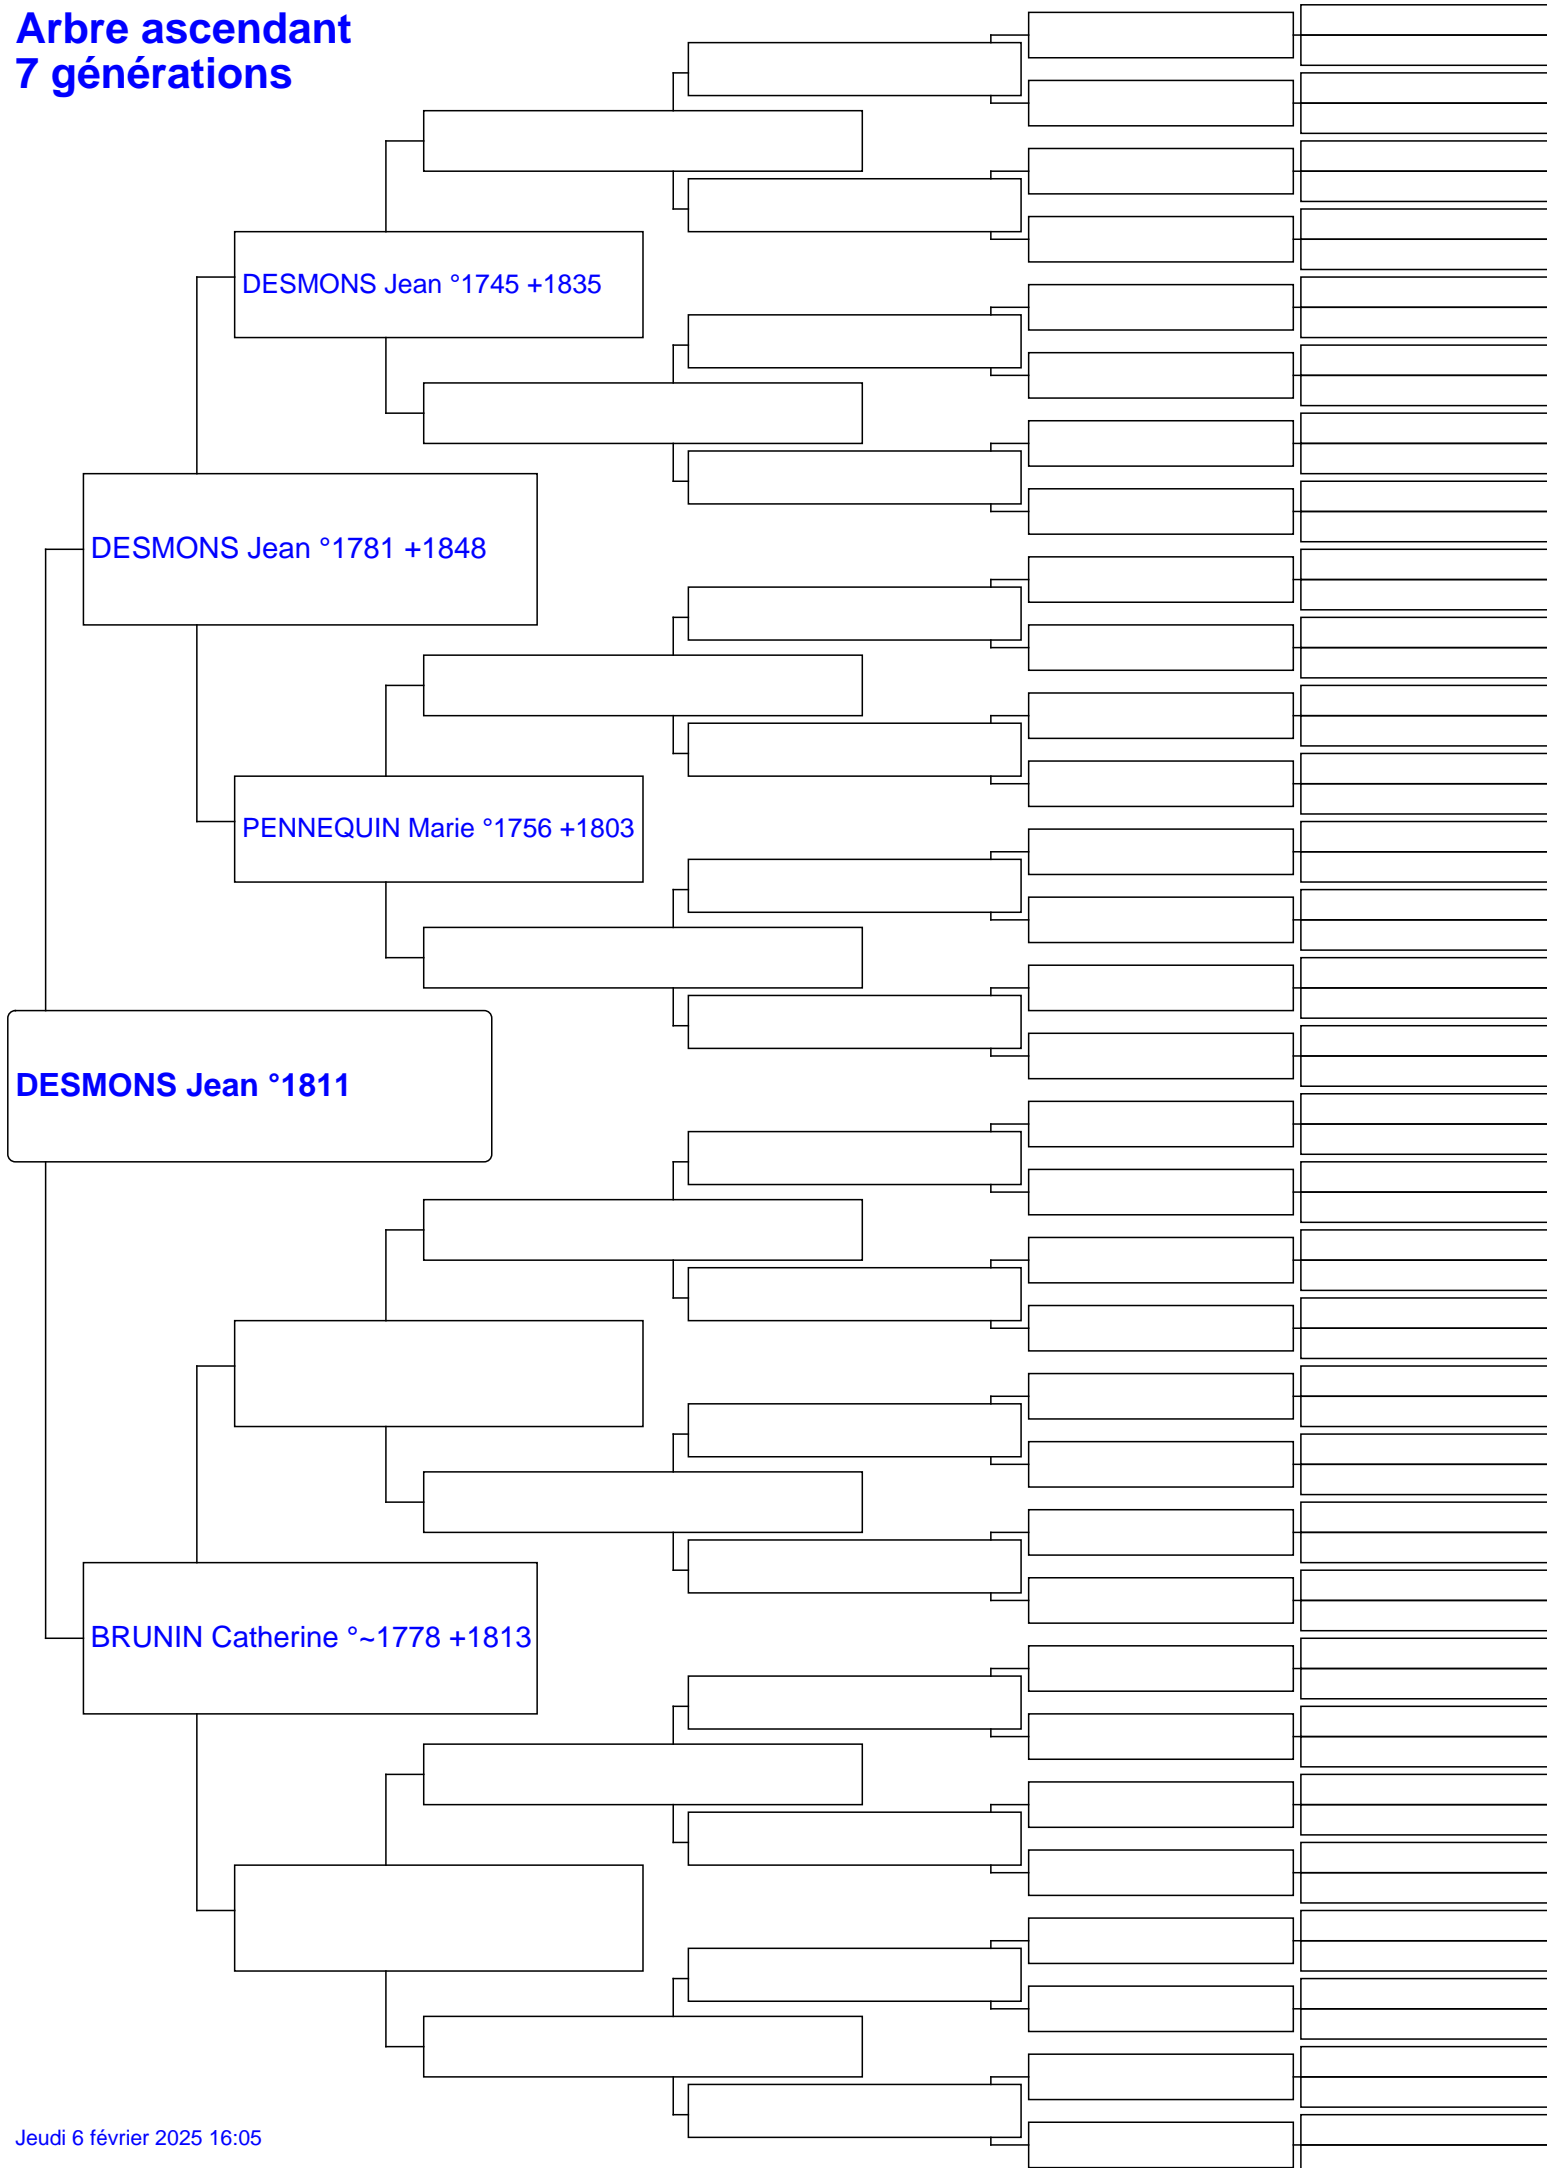 Arbre ascendant
7 générations
DESMONS Jean °1745 +1835
DESMONS Jean °1781 +1848
PENNEQUIN Marie °1756 +1803
DESMONS Jean °1811
BRUNIN Catherine °~1778 +1813
Jeudi 6 février 2025 16:05